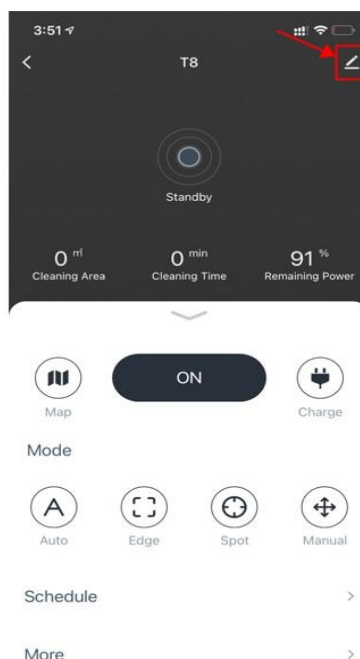 3:51
T8
Standby
0 ㎡ 0 min 91 %
Cleaning Area Cleaning Time Remaining Power
ON
Map Charge
Mode
A
Auto Edge Spot Manual
Schedule
More